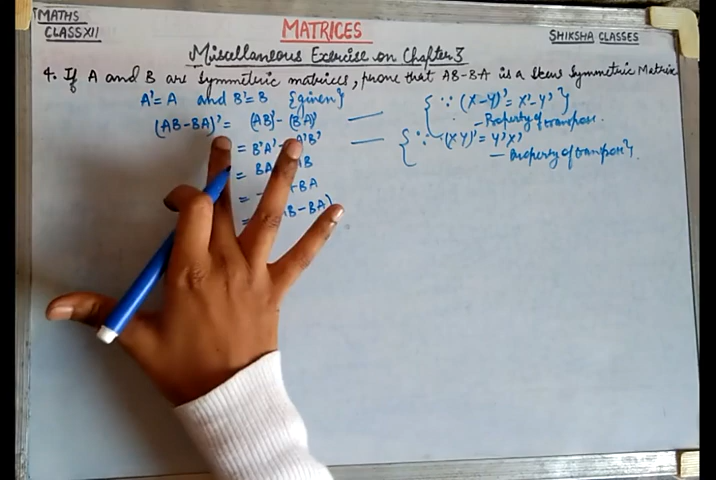 MATHS
CLASS XII
MATRICES
SHIKSHA CLASSES
Miscellaneous Exercise on Chapter 3
4. If A and B are symmetric matrices, prove that AB-BA is a Skew Symmetric Matrix
A'=A and B'=B {given}
(AB-BA)' = (AB)' - (BA)' — {∵ (X-Y)' = X'-Y'}
- Property of transpose.
= B'A' - A'B' — {∵ (XY)' = Y'X'
— Property of transpose}.
= BA B
= -BA
= B-BA)